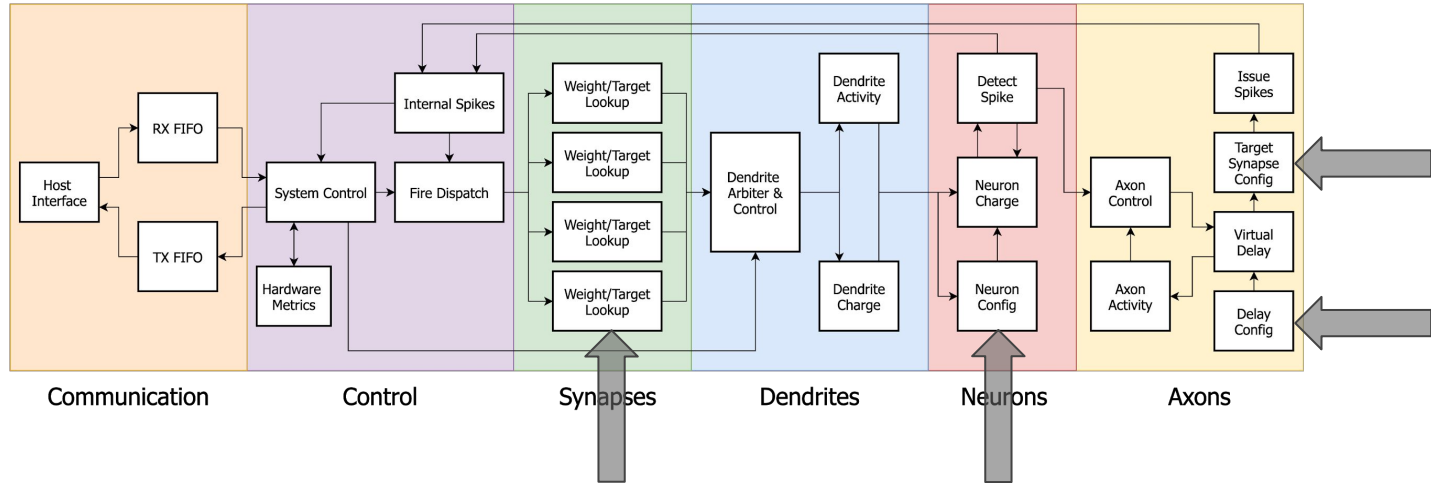 Host
Interface
RX FIFO
TX FIFO
Internal Spikes
System Control
Fire Dispatch
Hardware
Metrics
Weight/Target
Lookup
Weight/Target
Lookup
Weight/Target
Lookup
Weight/Target
Lookup
Dendrite
Arbiter &
Control
Dendrite
Activity
Dendrite
Charge
Detect
Spike
Neuron
Charge
Neuron
Config
Axon
Control
Axon
Activity
Issue
Spikes
Target
Synapse
Config
Virtual
Delay
Delay
Config
Communication
Control
Synapses
Dendrites
Neurons
Axons